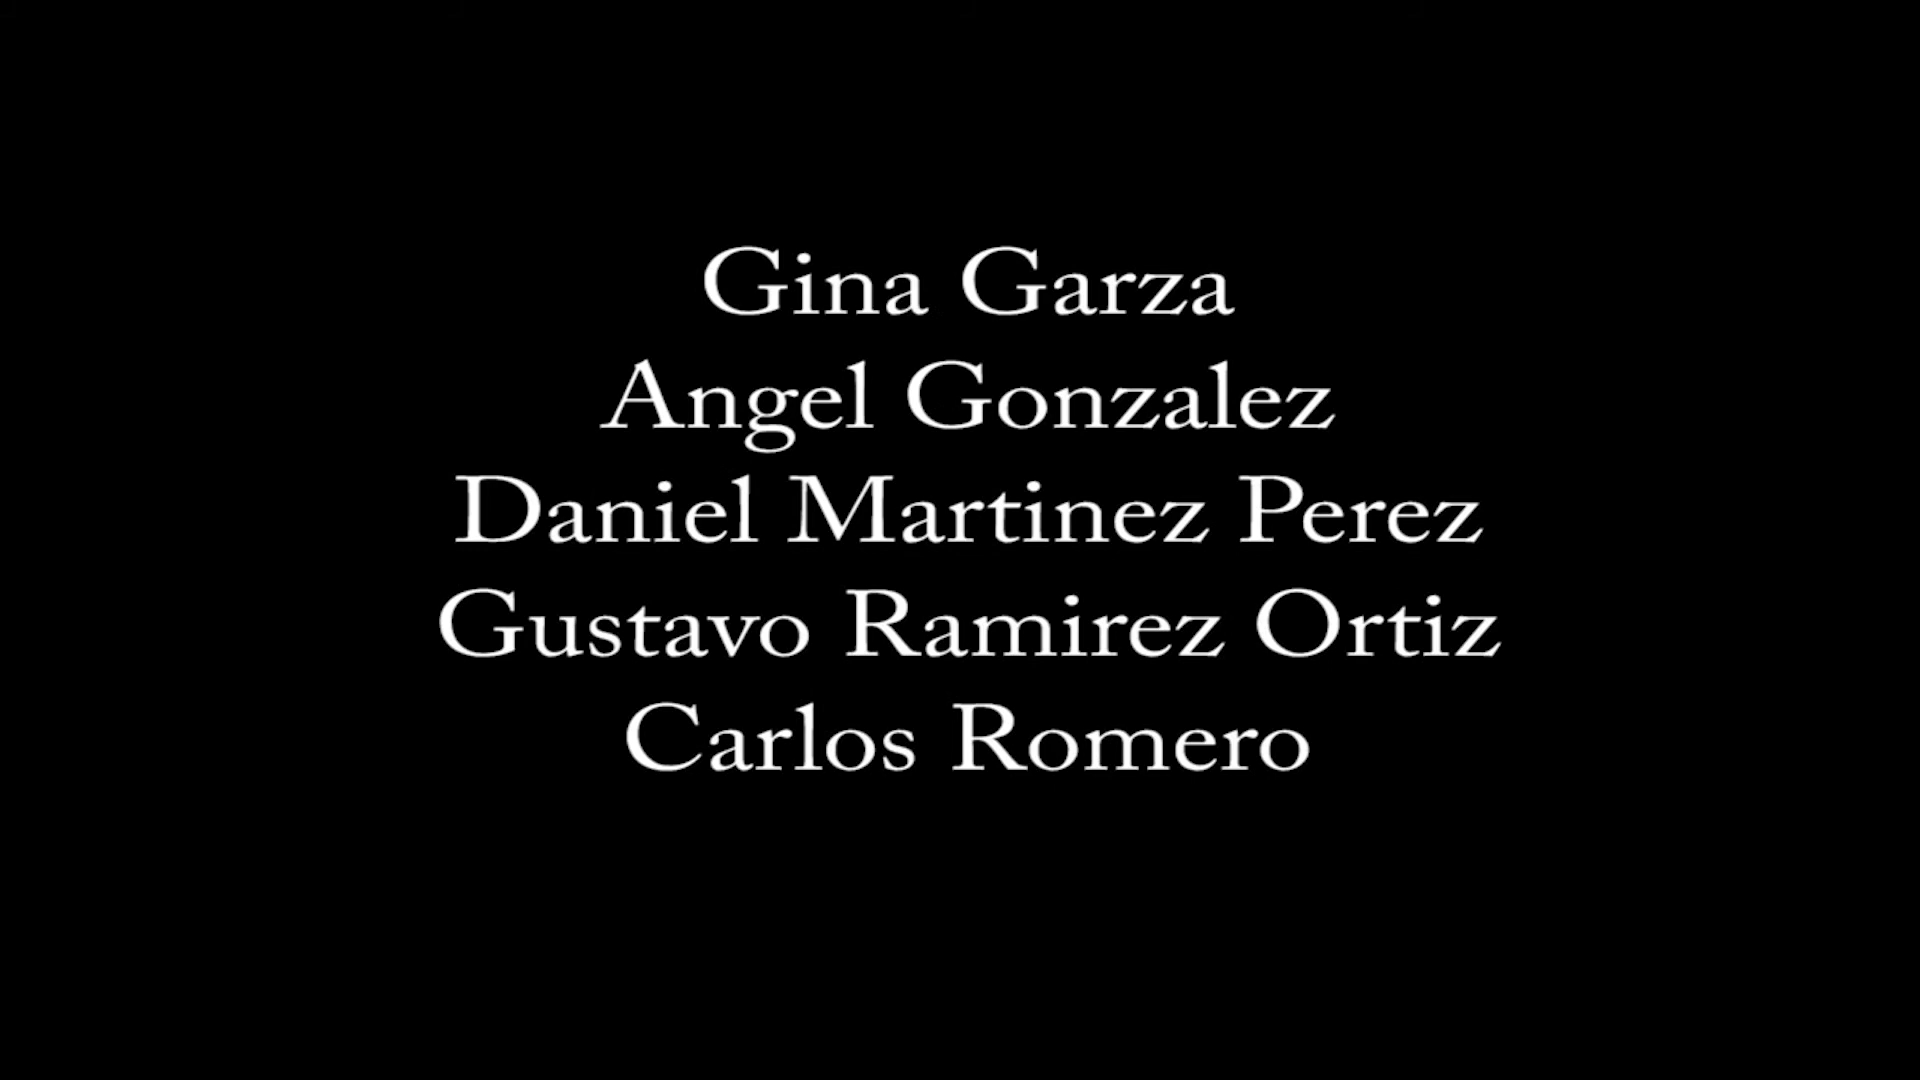 Gina Garza
Angel Gonzalez
Daniel Martinez Perez
Gustavo Ramirez Ortiz
Carlos Romero